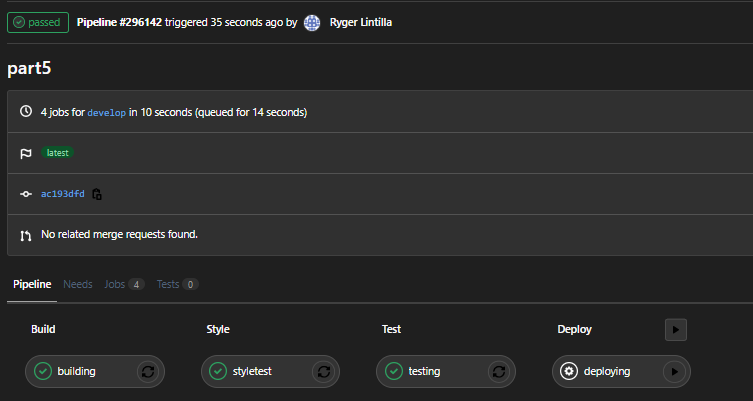 passed Pipeline #296142 triggered 35 seconds ago by Ryger Lintilla
part5
4 jobs for develop in 10 seconds (queued for 14 seconds)
latest
ac193dfd
No related merge requests found.
Pipeline Needs Jobs 4 Tests 0
Build Style Test Deploy
building styletest testing deploying